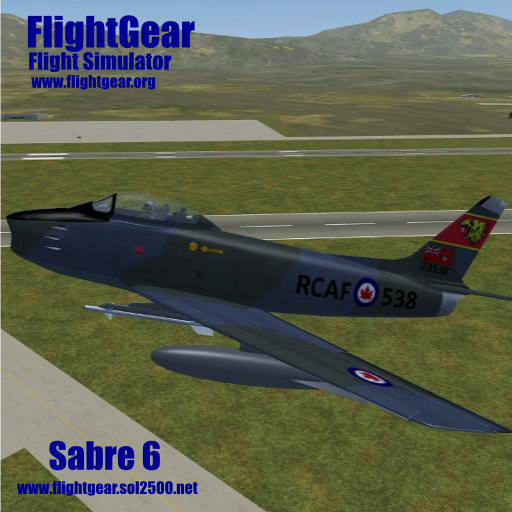 FlightGear
Flight Simulator
www.flightgear.org
RCAF 538
23538
Sabre 6
www.flightgear.sol2500.net